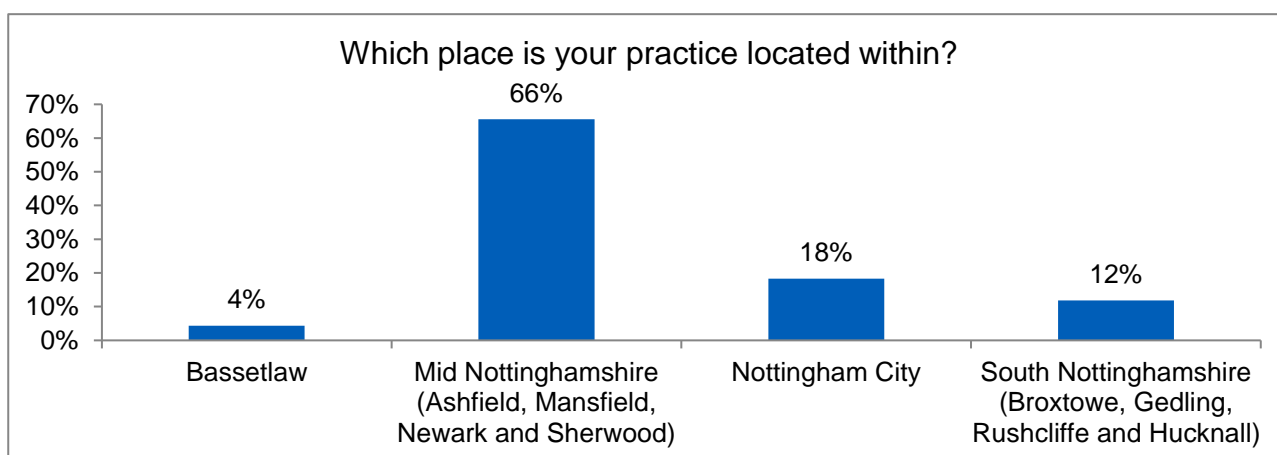 Which place is your practice located within?
66%
70%
60%
50%
40%
30%
18%
20%
12%
4%
10%
0%
Bassetlaw
Mid Nottinghamshire
(Ashfield, Mansfield,
Newark and Sherwood)
Nottingham City
South Nottinghamshire
(Broxtowe, Gedling,
Rushcliffe and Hucknall)